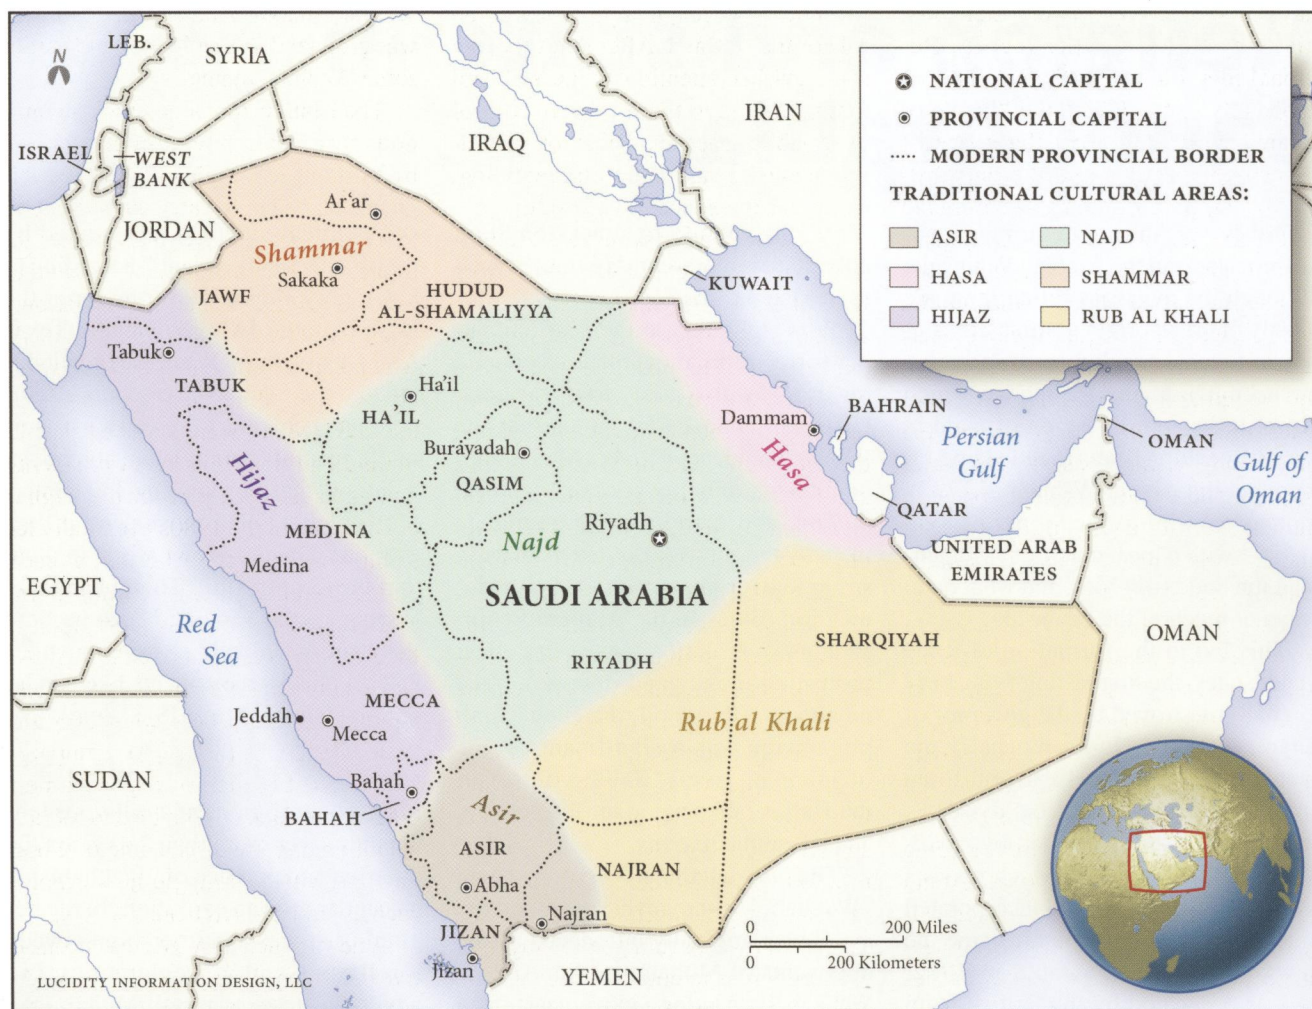 N
LEB.
SYRIA
ISRAEL
WEST
BANK
JORDAN
IRAQ
IRAN
NATIONAL CAPITAL
PROVINCIAL CAPITAL
MODERN PROVINCIAL BORDER
TRADITIONAL CULTURAL AREAS:
ASIR
NAJD
HASA
SHAMMAR
HIJAZ
RUB AL KHALI
Ar‘ar
Shammar
Sakaka
JAWF
HUDUD
AL-SHAMALIYYA
KUWAIT
Tabuk
TABUK
Ha’il
HA’IL
Dammam
BAHRAIN
Persian
Gulf
OMAN
Gulf of
Oman
Burayadah
QASIM
Hijaz
Hasa
QATAR
MEDINA
Medina
Najd
Riyadh
UNITED ARAB
EMIRATES
EGYPT
SAUDI ARABIA
Red
Sea
SHARQIYAH
OMAN
RIYADH
MECCA
Jeddah
Mecca
Rub al Khali
SUDAN
Bahah
BAHAH
Asir
ASIR
NAJRAN
Abha
Najran
JIZAN
Jizan
YEMEN
0
200 Miles
0
200 Kilometers
LUCIDITY INFORMATION DESIGN, LLC